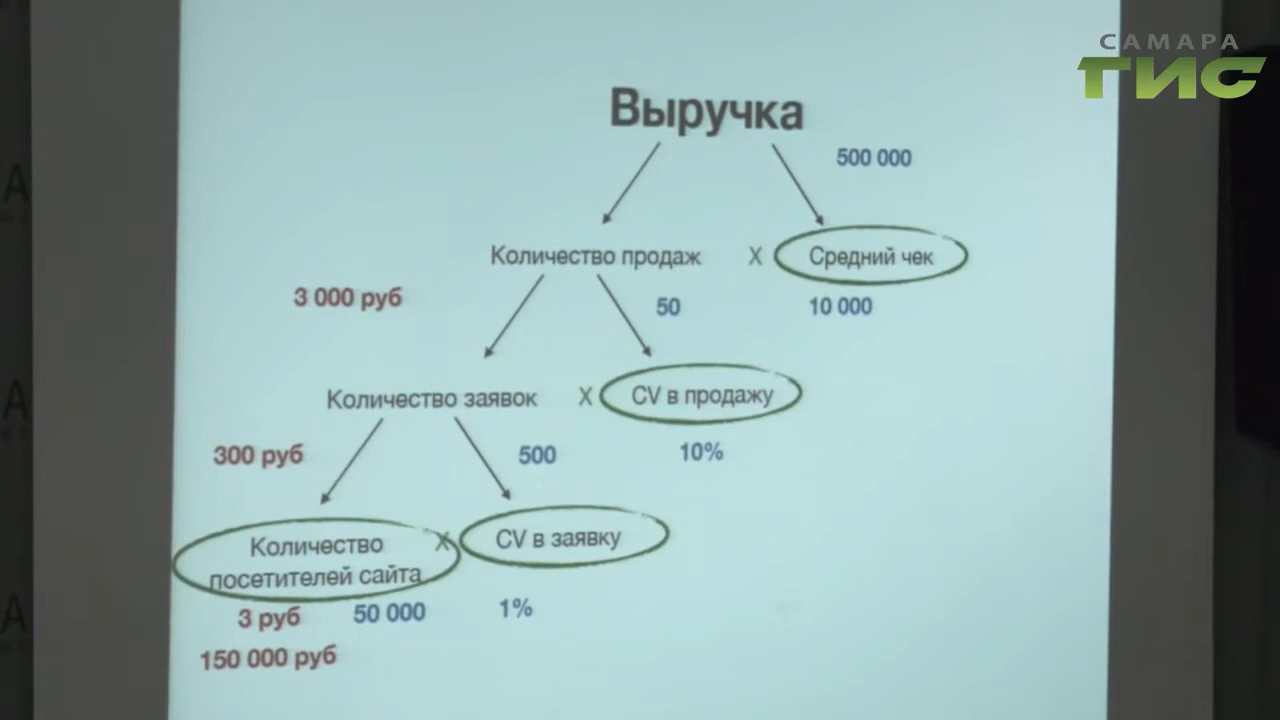 САМАРА
ГИС
Выручка
500 000
Количество продаж X Средний чек
3 000 руб 50 10 000
Количество заявок X CV в продажу
300 руб 500 10%
Количество X CV в заявку
посетителей сайта
3 руб 50 000 1%
150 000 руб
А
А
А